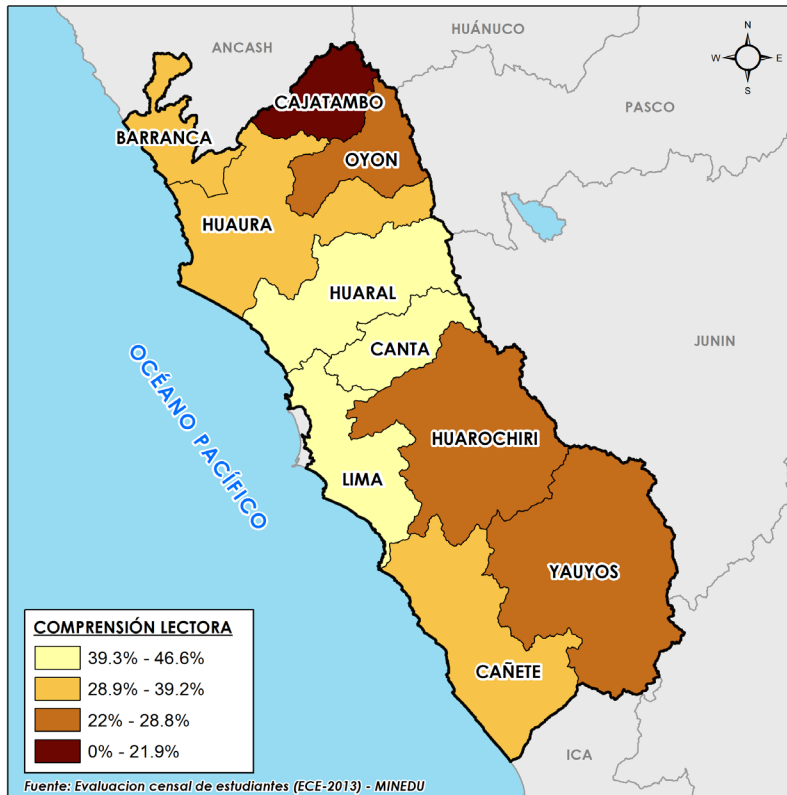 ANCASH
HUÁNUCO
N
W E
S
CAJATAMBO
PASCO
BARRANCA
OYON
HUAURA
HUARAL
JUNIN
CANTA
OCÉANO PACÍFICO
HUAROCHIRI
LIMA
YAUYOS
CAÑETE
COMPRENSIÓN LECTORA
39.3% - 46.6%
28.9% - 39.2%
22% - 28.8%
0% - 21.9%
ICA
Fuente: Evaluacion censal de estudiantes (ECE-2013) - MINEDU